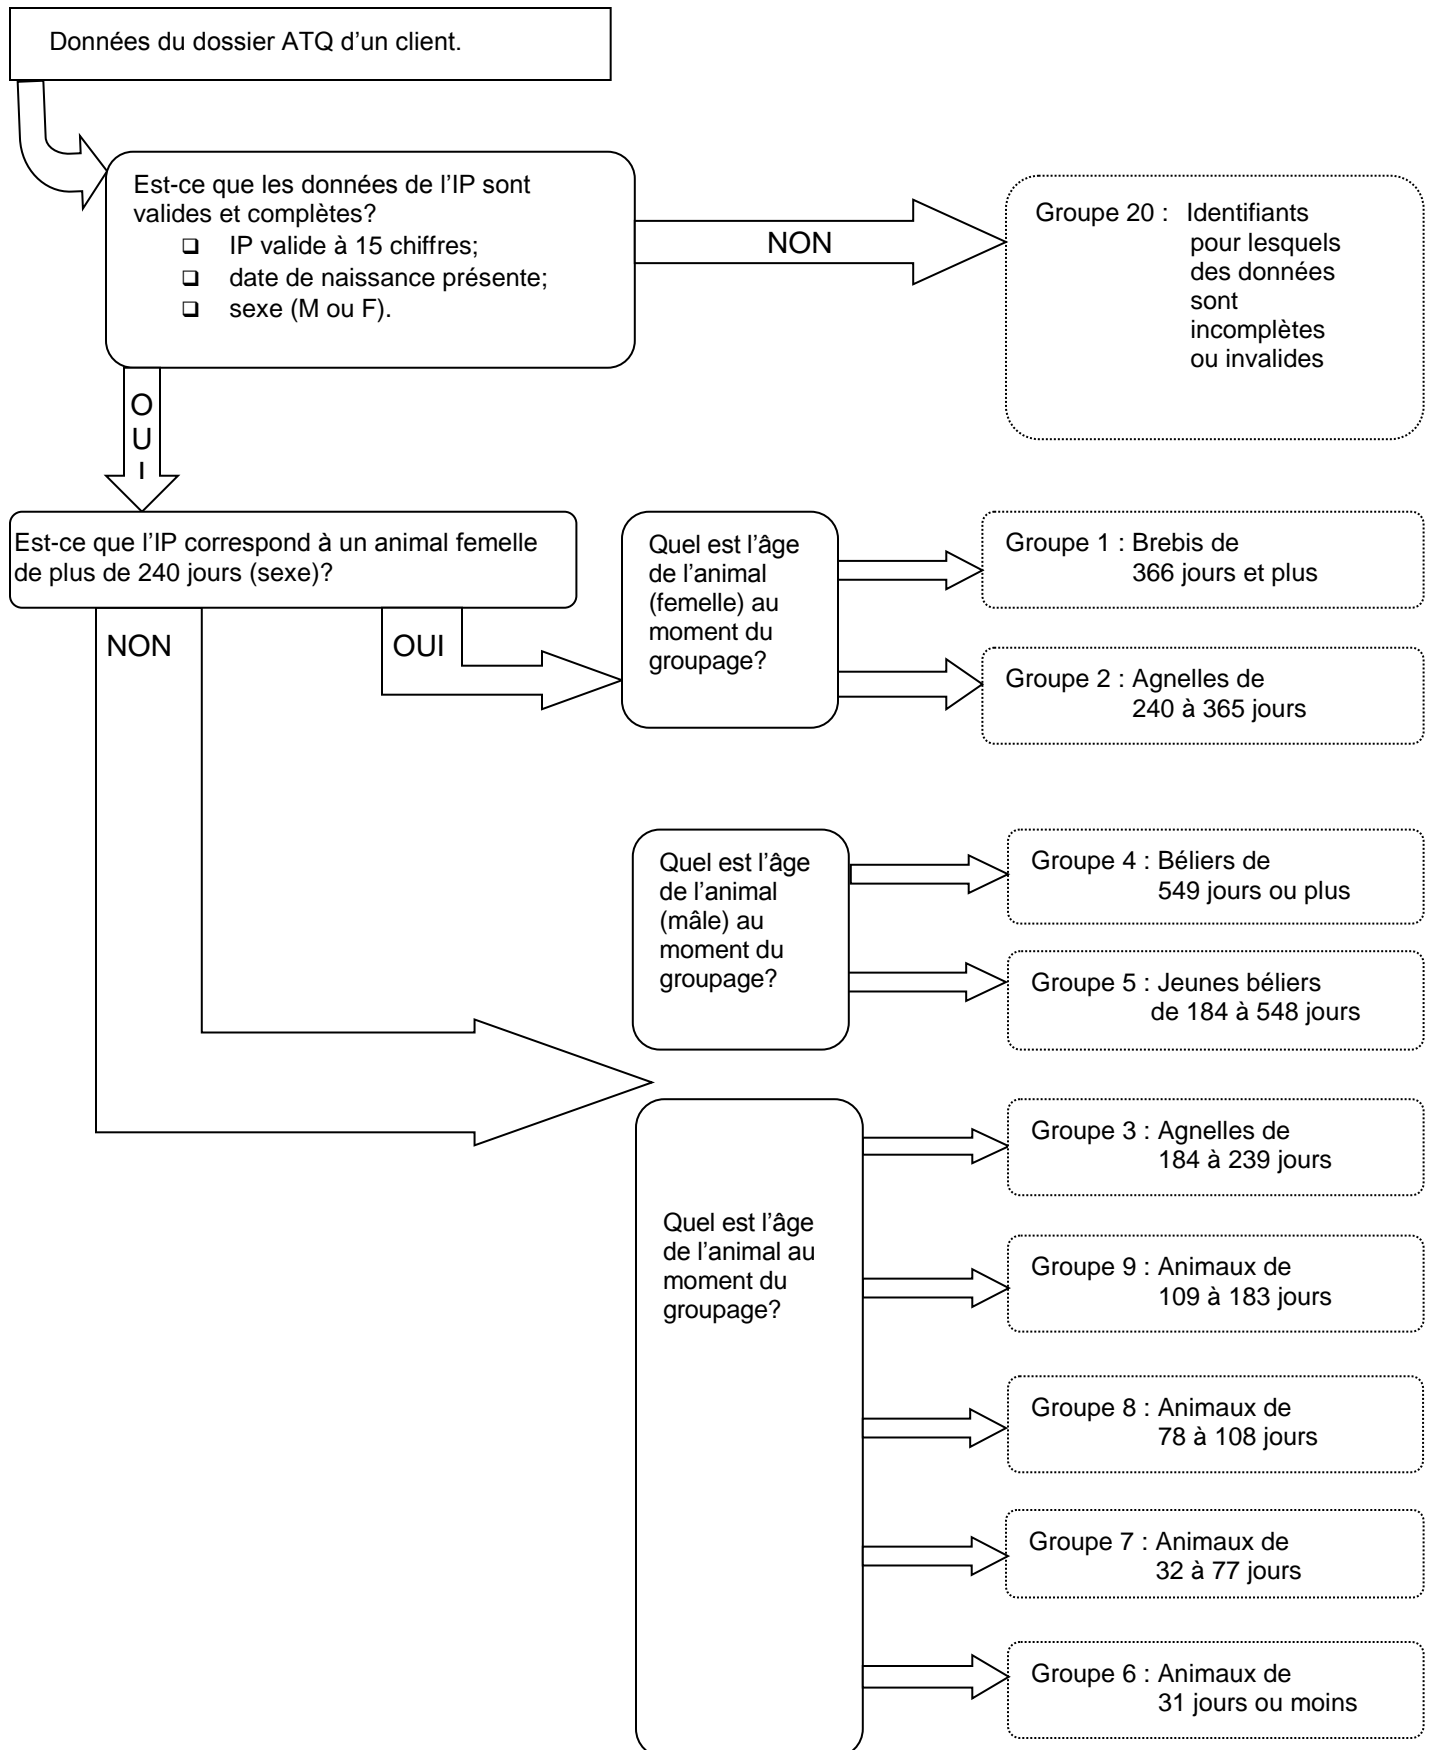 Données du dossier ATQ d’un client.
Est-ce que les données de l’IP sont
valides et complètes?
❑ IP valide à 15 chiffres;
❑ date de naissance présente;
❑ sexe (M ou F).
NON
Groupe 20 : Identifiants
pour lesquels
des données
sont
incomplètes
ou invalides
O
U
I
Est-ce que l’IP correspond à un animal femelle
de plus de 240 jours (sexe)?
NON
OUI
Quel est l’âge
de l’animal
(femelle) au
moment du
groupage?
Groupe 1 : Brebis de
366 jours et plus
Groupe 2 : Agnelles de
240 à 365 jours
Quel est l’âge
de l’animal
(mâle) au
moment du
groupage?
Groupe 4 : Béliers de
549 jours ou plus
Groupe 5 : Jeunes béliers
de 184 à 548 jours
Quel est l’âge
de l’animal au
moment du
groupage?
Groupe 3 : Agnelles de
184 à 239 jours
Groupe 9 : Animaux de
109 à 183 jours
Groupe 8 : Animaux de
78 à 108 jours
Groupe 7 : Animaux de
32 à 77 jours
Groupe 6 : Animaux de
31 jours ou moins